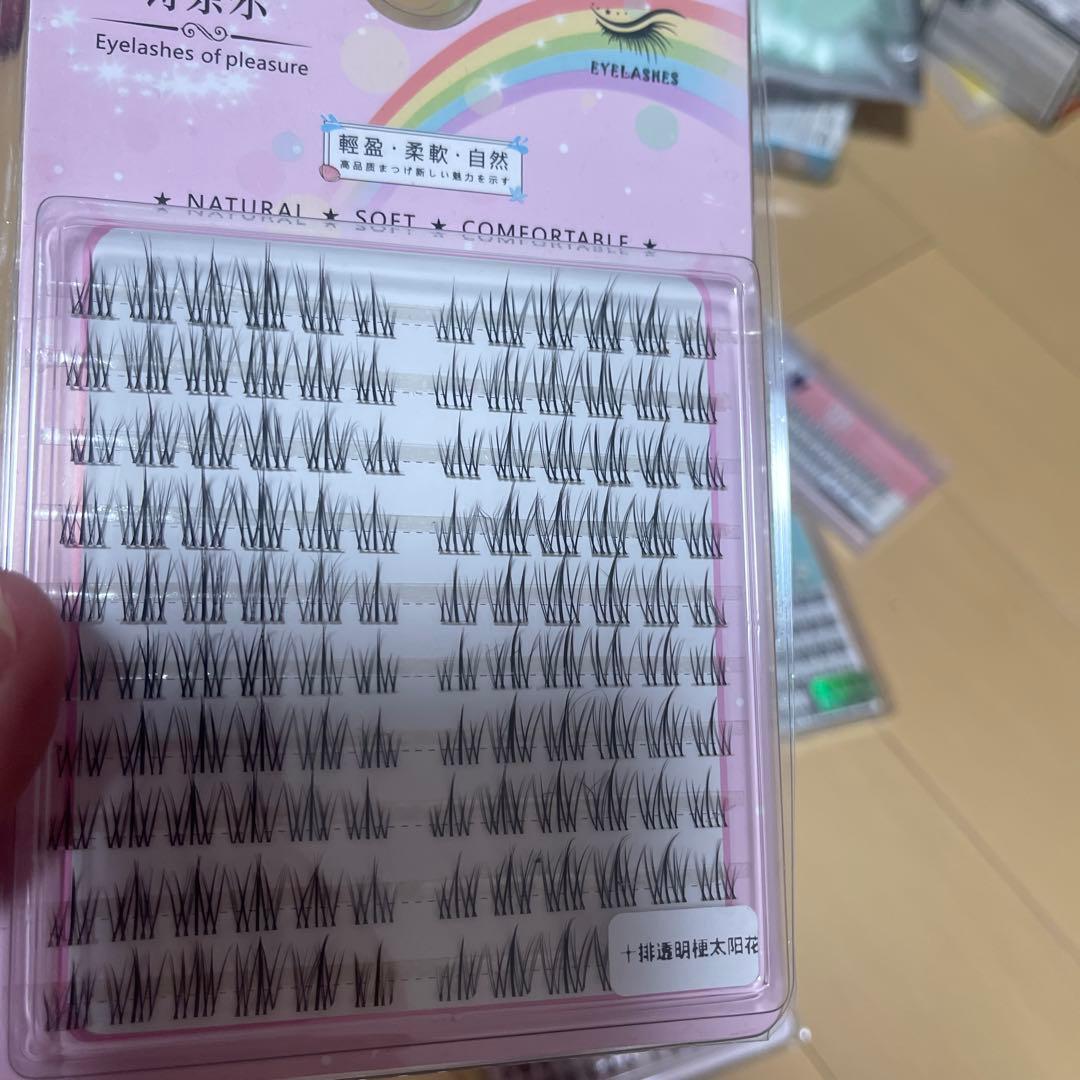 Eyelashes of pleasure
EYELASHES
輕盈·柔軟·自然
高品质まつげ新しい魅力を示す
★ NATURAL ★ SOFT ★ COMFORTABLE ★
十排透明梗太阳花